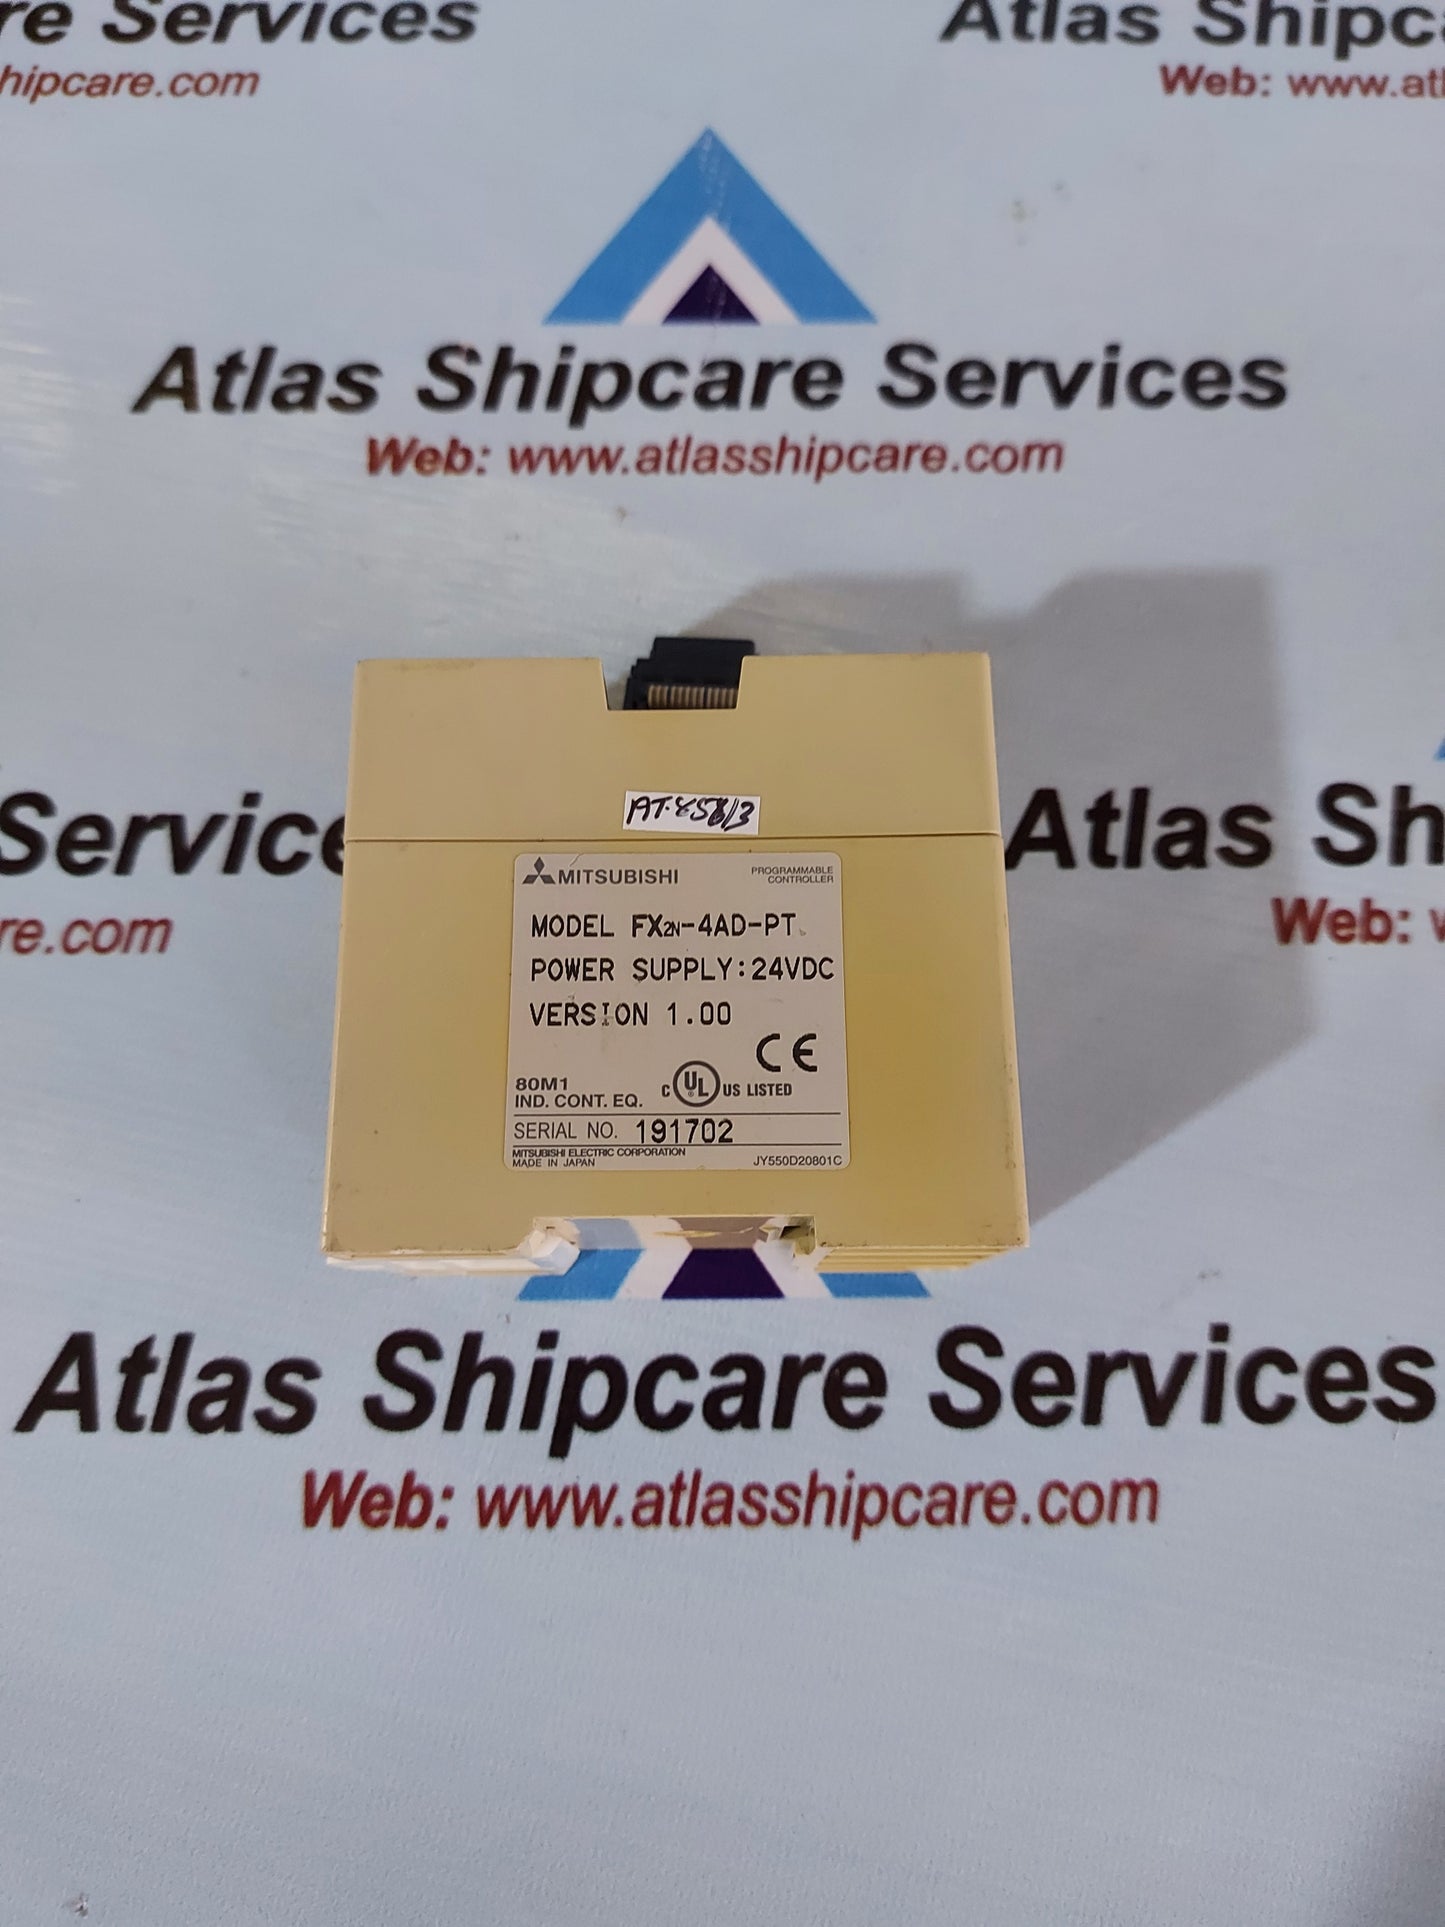 re Services
hipcare.com
Atlas Shipc
Web: www.atl
Atlas Shipcare Services
Web: www.atlasshipcare.com
Service
re.com
Atlas Sh
Web: w
MITSUBISHI
PROGRAMMABLE
CONTROLLER
MODEL FX2N-4AD-PT
POWER SUPPLY:24VDC
VERSION 1.00
CE
80M1
IND. CONT. EQ.
C UL ® US LISTED
SERIAL NO. 191702
MITSUBISHI ELECTRIC CORPORATION
MADE IN JAPAN
JY550D20801C
Atlas Shipcare Services
Web: www.atlasshipcare.com